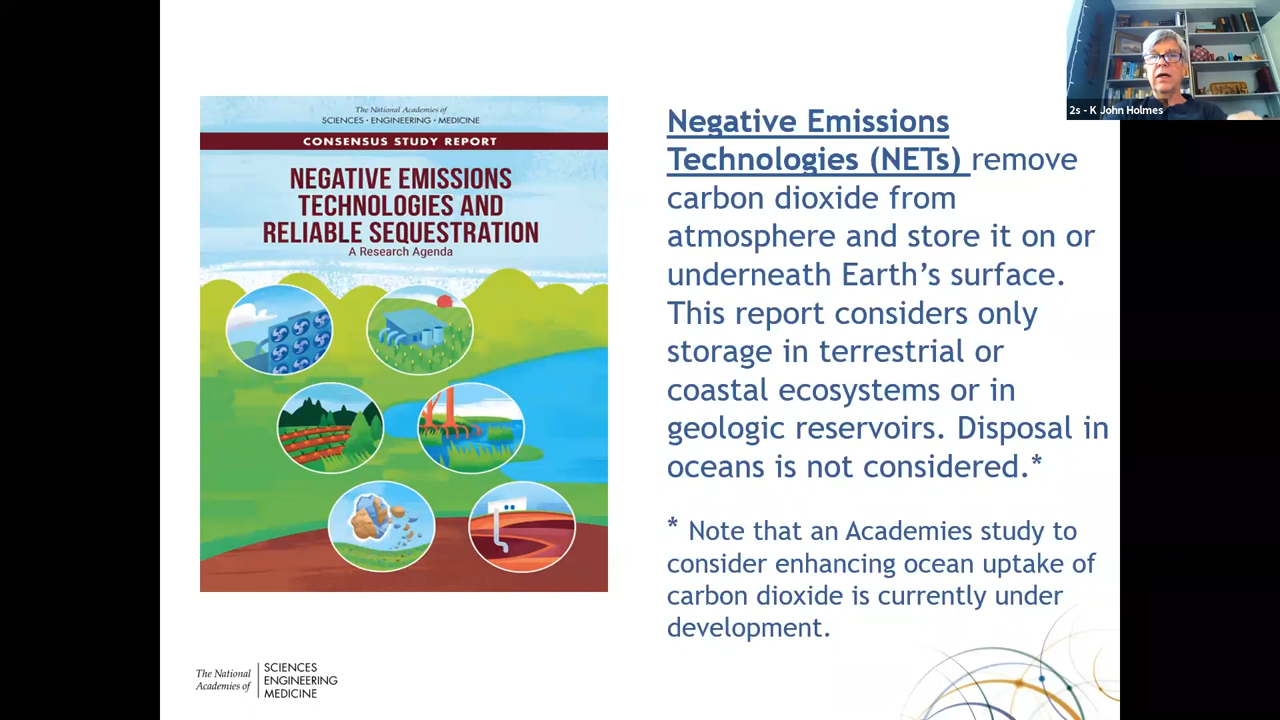 2s - K John Holmes
The National Academies of
SCIENCES • ENGINEERING • MEDICINE
CONSENSUS STUDY REPORT
NEGATIVE EMISSIONS
TECHNOLOGIES AND
RELIABLE SEQUESTRATION
A Research Agenda
Negative Emissions
Technologies (NETs) remove
carbon dioxide from
atmosphere and store it on or
underneath Earth’s surface.
This report considers only
storage in terrestrial or
coastal ecosystems or in
geologic reservoirs. Disposal in
oceans is not considered.*
* Note that an Academies study to
consider enhancing ocean uptake of
carbon dioxide is currently under
development.
The National
Academies of
SCIENCES
ENGINEERING
MEDICINE